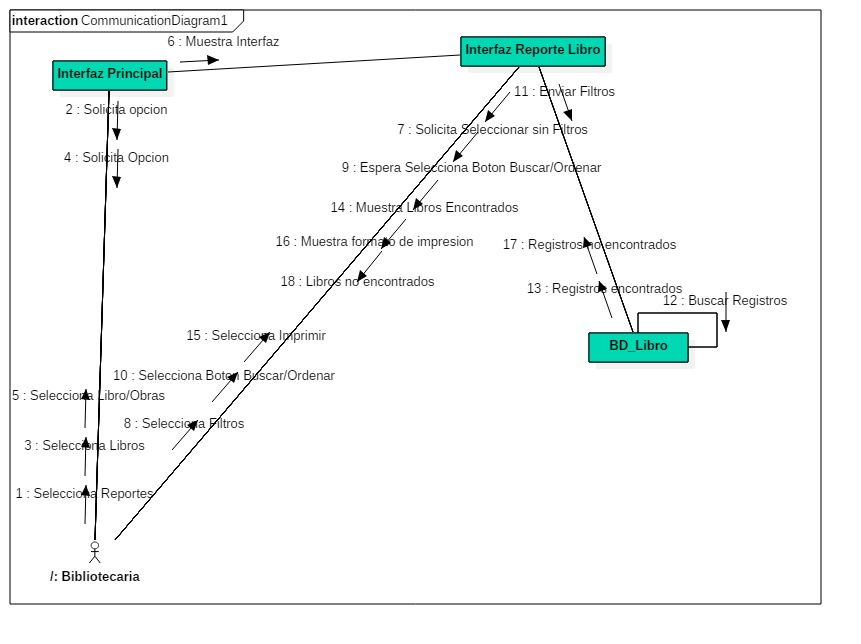 interaction CommunicationDiagram1
6 : Muestra Interfaz
Interfaz Reporte Libro
Interfaz Principal
11 : Enviar Filtros
2 : Solicita opcion
7 : Solicita Seleccionar sin Filtros
4 : Solicita Opcion
9 : Espera Selecciona Boton Buscar/Ordenar
14 : Muestra Libros Encontrados
16 : Muestra formato de impresion
17 : Registros no encontrados
18 : Libros no encontrados
13 : Registros encontrados
12 : Buscar Registros
15 : Selecciona Imprimir
BD_Libro
10 : Selecciona Boton Buscar/Ordenar
5 : Selecciona Libro/Obras
8 : Selecciona Filtros
3 : Selecciona Libros
1 : Selecciona Reportes
/: Bibliotecaria